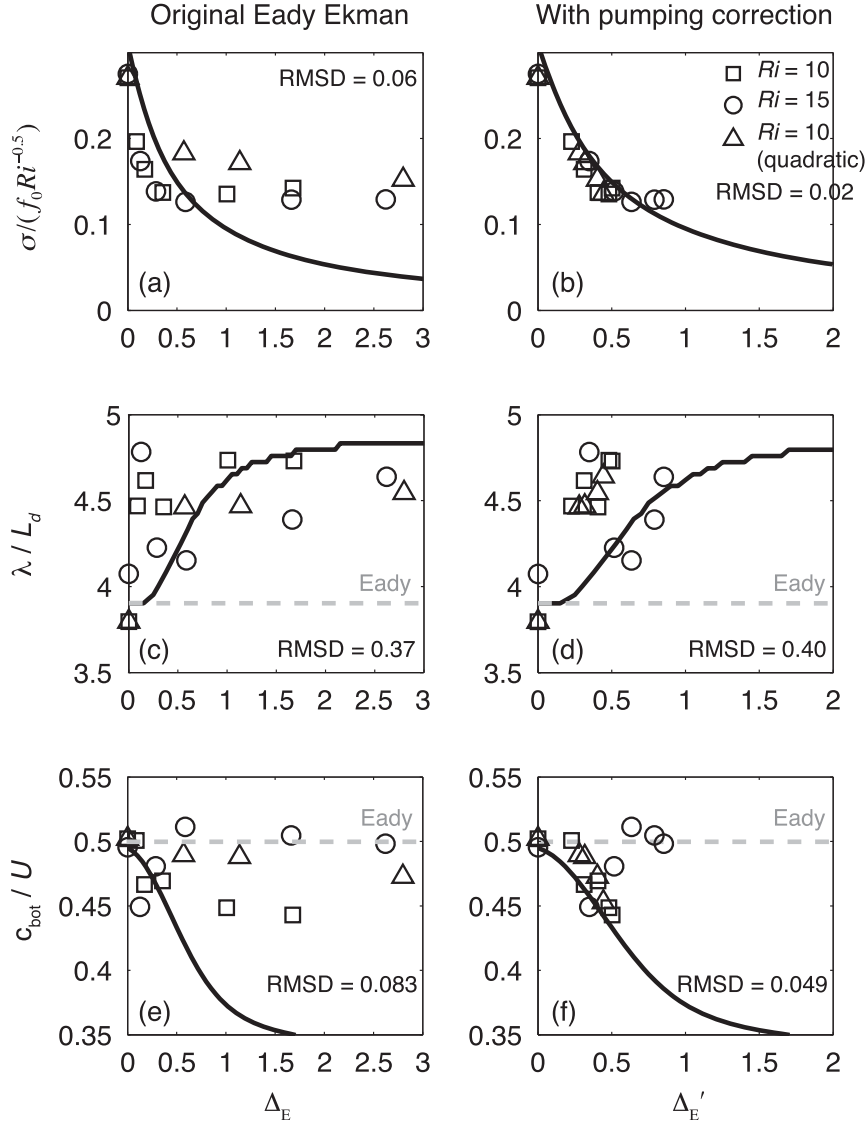 Original Eady Ekman
With pumping correction
σ/(f₀Ri⁻⁰·⁵)
0.2
0.1
0
RMSD = 0.06
(a)
0 0.5 1 1.5 2 2.5 3
0.2
0.1
0
Ri = 10
Ri = 15
Ri = 10
(quadratic)
RMSD = 0.02
(b)
0 0.5 1 1.5 2
λ / L_d
5
4.5
4
3.5
Eady
(c)
RMSD = 0.37
0 0.5 1 1.5 2 2.5 3
5
4.5
4
3.5
Eady
(d)
RMSD = 0.40
0 0.5 1 1.5 2
c_bot / U
0.55
0.5
0.45
0.4
0.35
Eady
RMSD = 0.083
(e)
0 0.5 1 1.5 2 2.5 3
Δ_E
0.55
0.5
0.45
0.4
0.35
Eady
RMSD = 0.049
(f)
0 0.5 1 1.5 2
Δ_E′